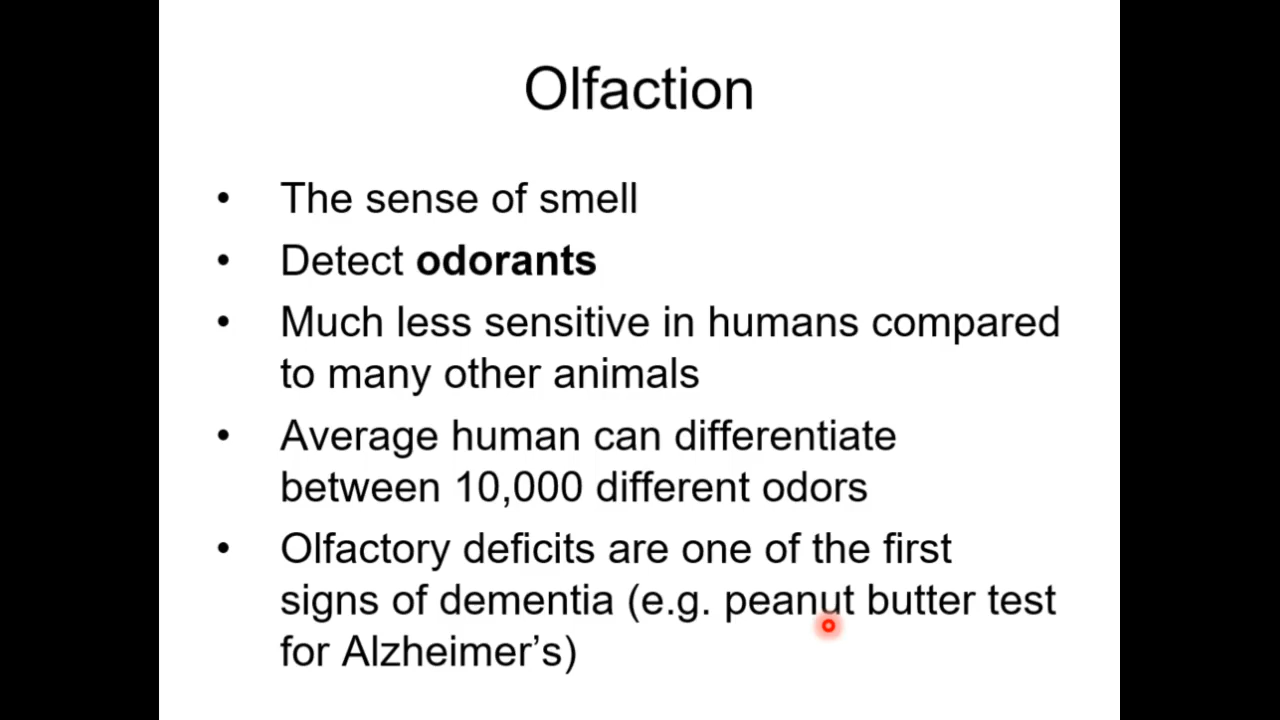 Olfaction
• The sense of smell
• Detect odorants
• Much less sensitive in humans compared
to many other animals
• Average human can differentiate
between 10,000 different odors
• Olfactory deficits are one of the first
signs of dementia (e.g. peanut butter test
for Alzheimer’s)